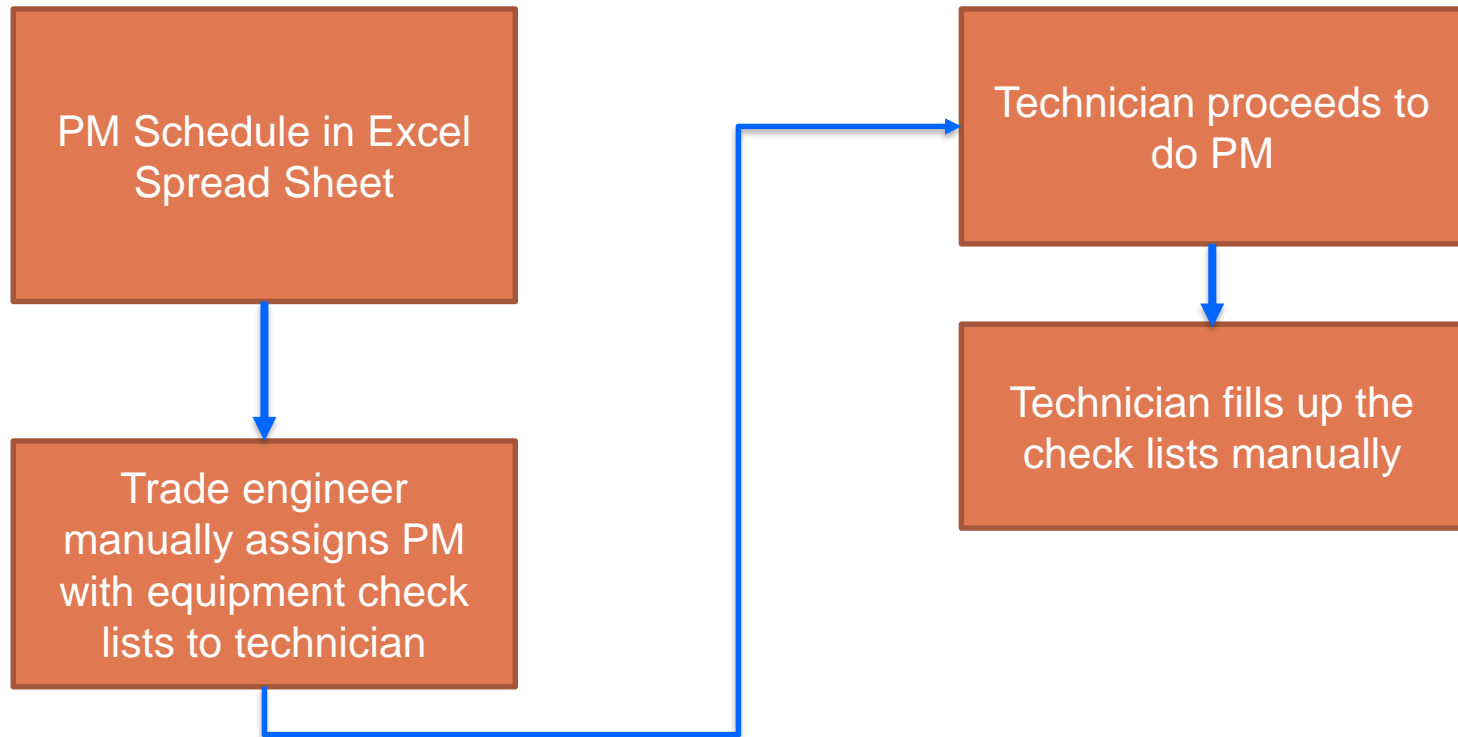 PM Schedule in Excel
Spread Sheet
Trade engineer
manually assigns PM
with equipment check
lists to technician
Technician proceeds to
do PM
Technician fills up the
check lists manually